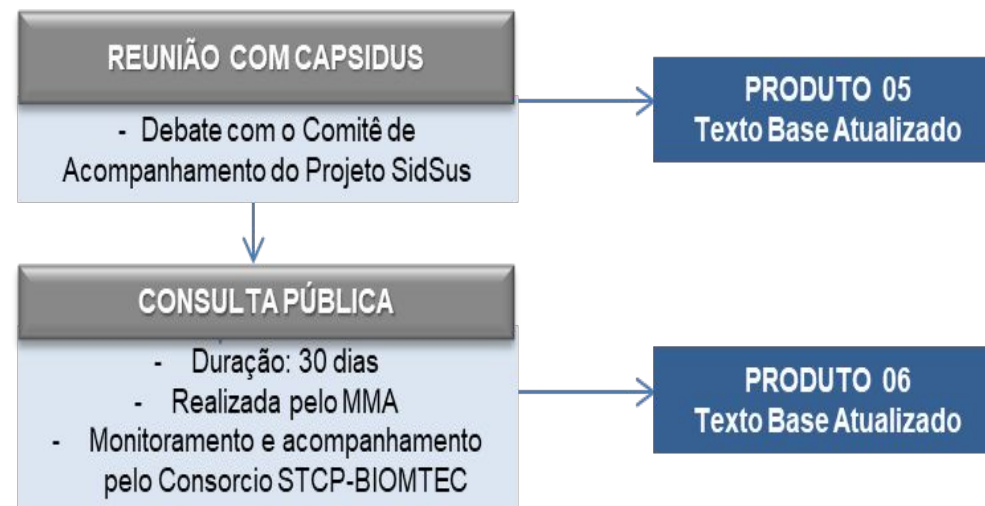 REUNIÃO COM CAPSIDUS
- Debate com o Comitê de
Acompanhamento do Projeto SidSus
PRODUTO 05
Texto Base Atualizado
CONSULTA PÚBLICA
- Duração: 30 dias
- Realizada pelo MMA
- Monitoramento e acompanhamento
pelo Consorcio STCP-BIOMTEC
PRODUTO 06
Texto Base Atualizado